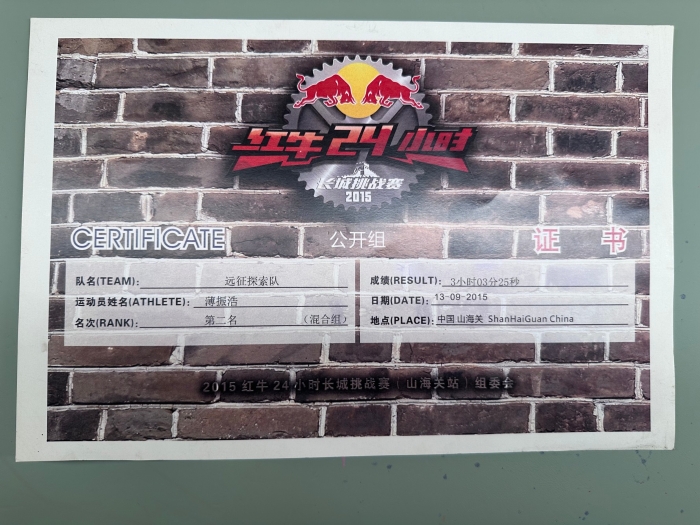 红牛 24 小时
长城挑战赛
2015
CERTIFICATE 公开组 证 书
队名(TEAM): 远征探索队
运动员姓名(ATHLETE): 薄振浩
名次(RANK): 第二名 (混合组)
成绩(RESULT): 3小时03分25秒
日期(DATE): 13-09-2015
地点(PLACE): 中国 山海关 ShanHaiGuan China
2015 红牛 24 小时长城挑战赛（山海关站）组委会